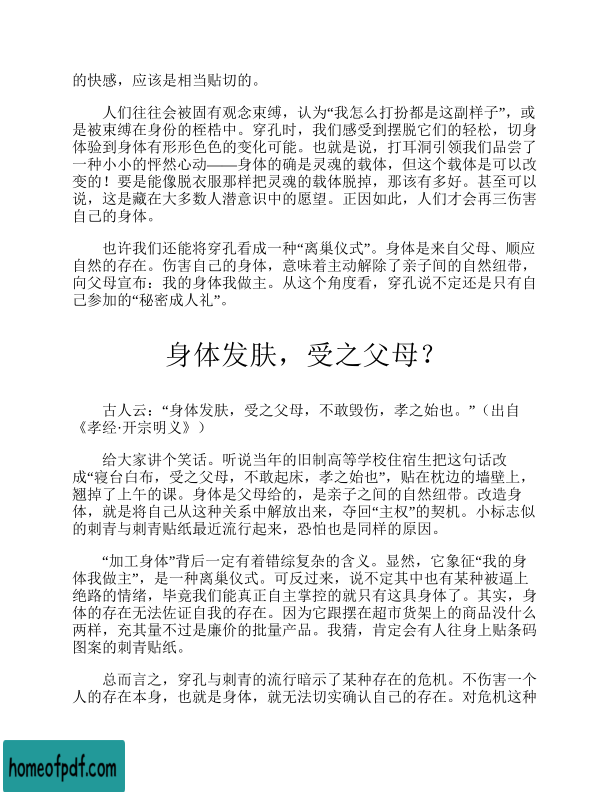 的快感，应该是相当贴切的。
人们往往会被固有观念束缚，认为“我怎么打扮都是这副样子”，或
是被束缚在身份的桎梏中。穿孔时，我们感受到摆脱它们的轻松，切身
体验到身体有形形色色的变化可能。也就是说，打耳洞引领我们品尝了
一种小小的怦然心动——身体的确是灵魂的载体，但这个载体是可以改
变的！要是能像脱衣服那样把灵魂的载体脱掉，那该有多好。甚至可以
说，这是藏在大多数人潜意识中的愿望。正因如此，人们才会再三伤害
自己的身体。
也许我们还能将穿孔看成一种“离巢仪式”。身体是来自父母、顺应
自然的存在。伤害自己的身体，意味着主动解除了亲子间的自然纽带，
向父母宣布：我的身体我做主。从这个角度看，穿孔说不定还是只有自
己参加的“秘密成人礼”。
身体发肤，受之父母？
古人云：“身体发肤，受之父母，不敢毁伤，孝之始也。”（出自
《孝经·开宗明义》）
给大家讲个笑话。听说当年的旧制高等学校住宿生把这句话改
成“寝台白布，受之父母，不敢起床，孝之始也”，贴在枕边的墙壁上，
翘掉了上午的课。身体是父母给的，是亲子之间的自然纽带。改造身
体，就是将自己从这种关系中解放出来，夺回“主权”的契机。小标志似
的刺青与刺青贴纸最近流行起来，恐怕也是同样的原因。
“加工身体”背后一定有着错综复杂的含义。显然，它象征“我的身
体我做主”，是一种离巢仪式。可反过来，说不定其中也有某种被逼上
绝路的情绪，毕竟我们能真正自主掌控的就只有这具身体了。其实，身
体的存在无法佐证自我的存在。因为它跟摆在超市货架上的商品没什么
两样，充其量不过是廉价的批量产品。我猜，肯定会有人往身上贴条码
图案的刺青贴纸。
总而言之，穿孔与刺青的流行暗示了某种存在的危机。不伤害一个
人的存在本身，也就是身体，就无法切实确认自己的存在。对危机这种
homeofpdf.com